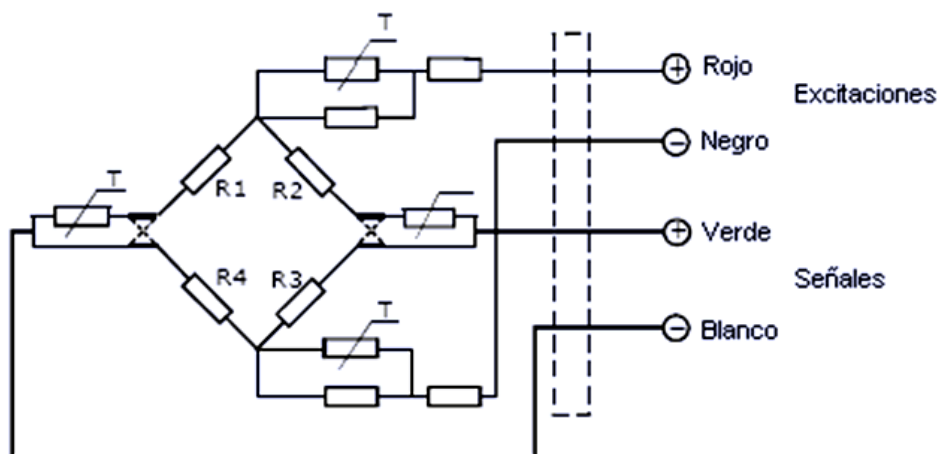 T
+ Rojo
Excitaciones
− Negro
T
R1
R2
+ Verde
Señales
R4
R3
T
− Blanco